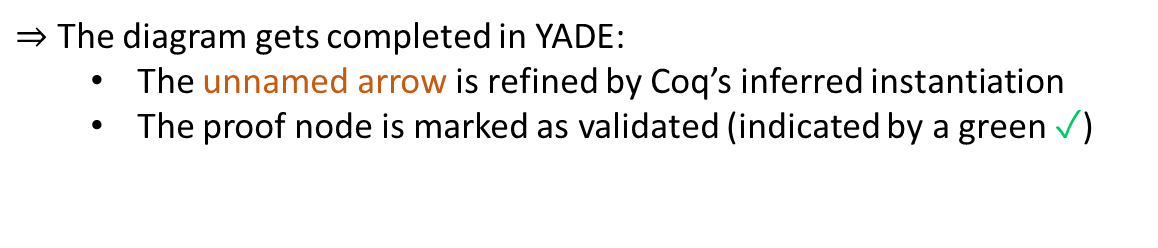 ⇒ The diagram gets completed in YADE:
• The unnamed arrow is refined by Coq’s inferred instantiation
• The proof node is marked as validated (indicated by a green ✓)